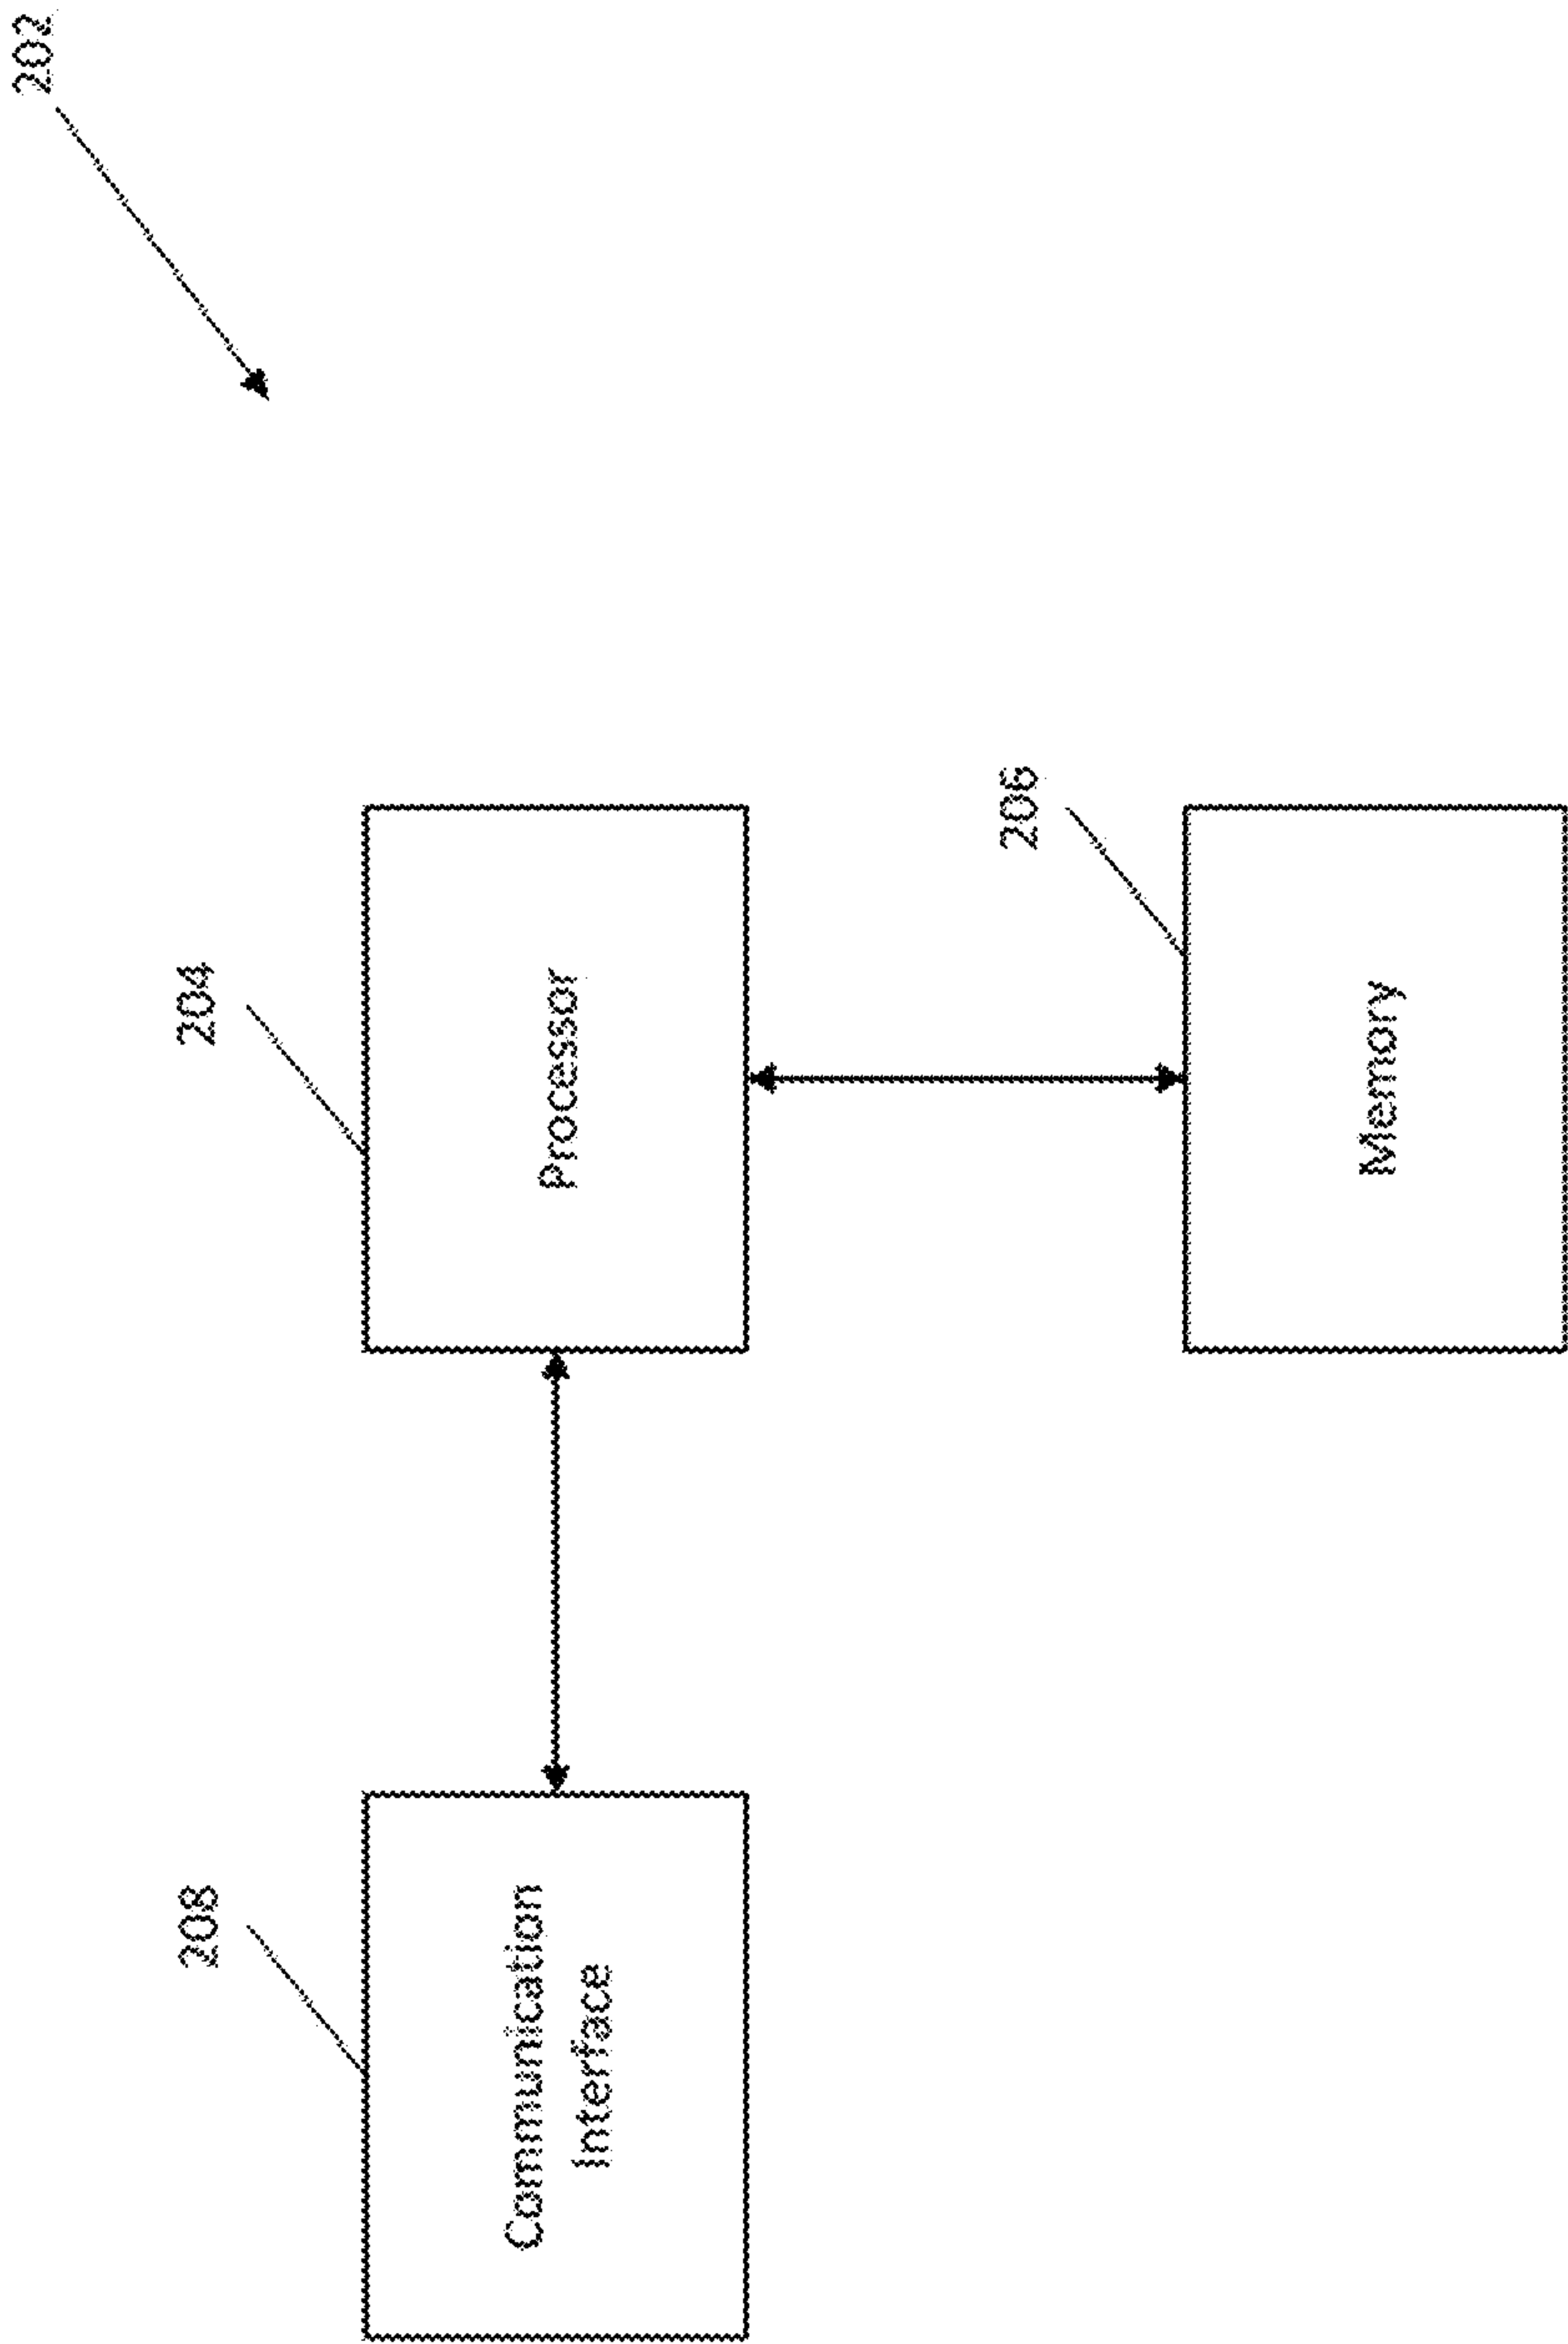 202
208
204
Communication
Interface
Processor
206
Memory